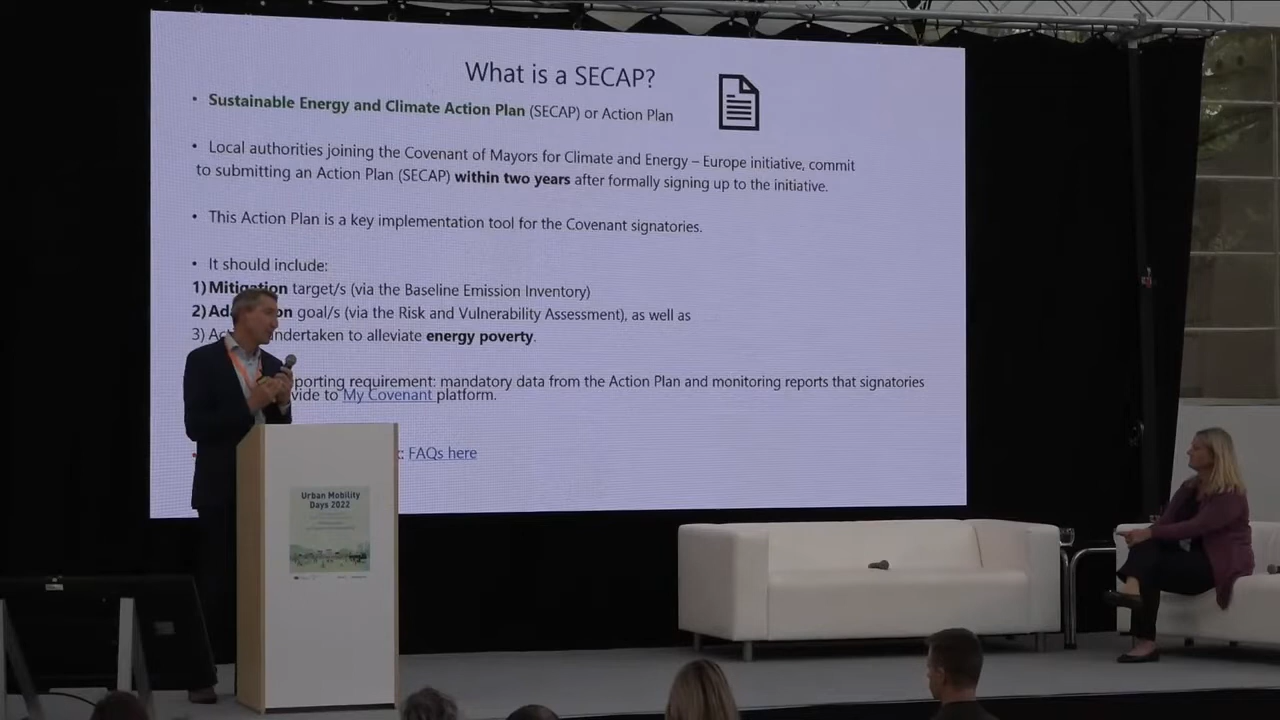 What is a SECAP?
• Sustainable Energy and Climate Action Plan (SECAP) or Action Plan
• Local authorities joining the Covenant of Mayors for Climate and Energy – Europe initiative, commit
to submitting an Action Plan (SECAP) within two years after formally signing up to the initiative.
• This Action Plan is a key implementation tool for the Covenant signatories.
• It should include:
1) Mitigation target/s (via the Baseline Emission Inventory)
2) goal/s (via the Risk and Vulnerability Assessment), as well as
3) undertaken to alleviate energy poverty.
requirement: mandatory data from the Action Plan and monitoring reports that signatories
to My Covenant platform.
: FAQs here
Urban Mobility
Days 2022